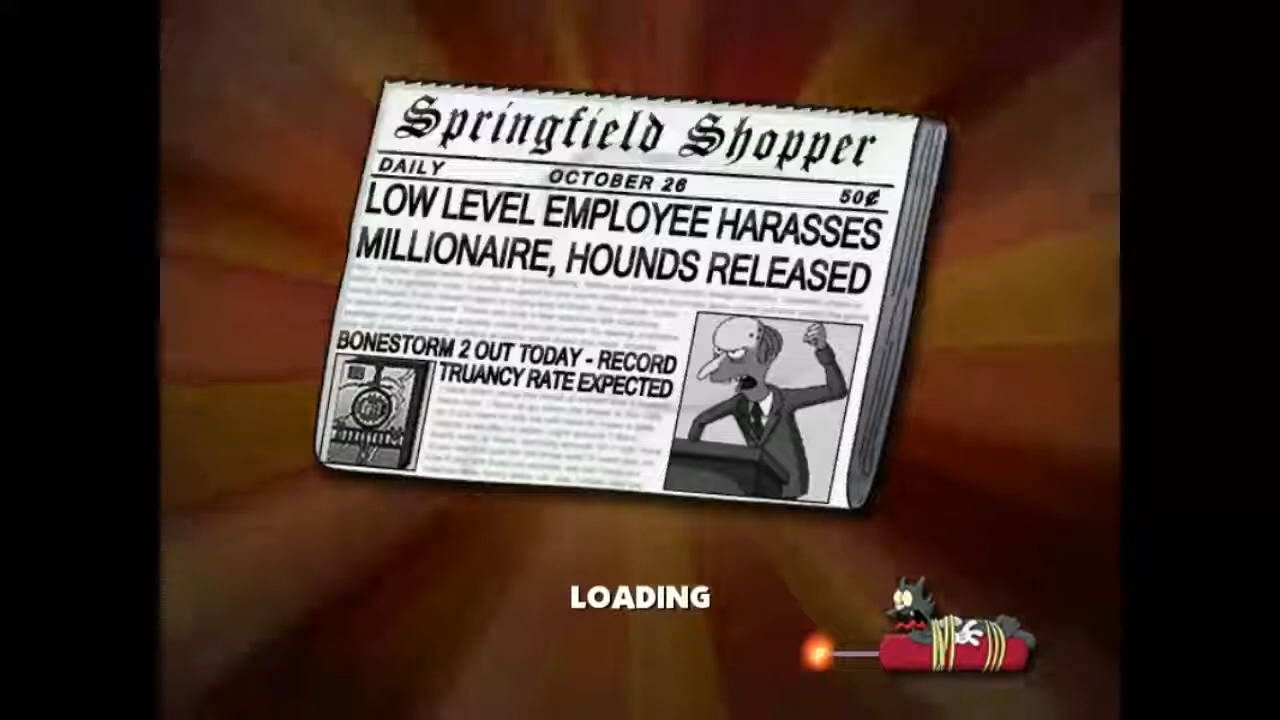 Springfield Shopper
DAILY OCTOBER 26 50¢
LOW LEVEL EMPLOYEE HARASSES
MILLIONAIRE, HOUNDS RELEASED
BONESTORM 2 OUT TODAY - RECORD
TRUANCY RATE EXPECTED
LOADING